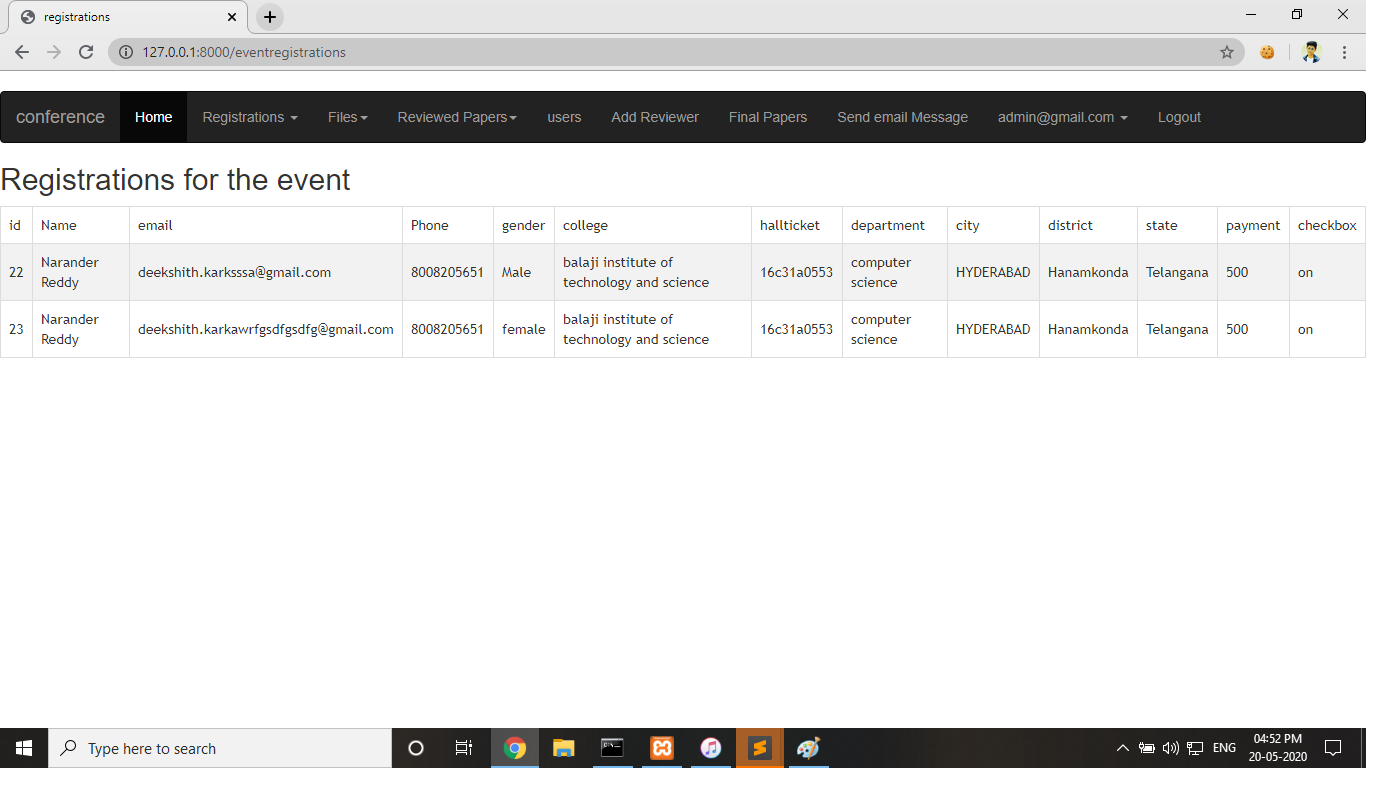 registrations
127.0.0.1:8000/eventregistrations
conference Home Registrations Files Reviewed Papers users Add Reviewer Final Papers Send email Message admin@gmail.com Logout
Registrations for the event
id Name email Phone gender college hallticket department city district state payment checkbox
22 Narander Reddy deekshith.karksssa@gmail.com 8008205651 Male balaji institute of technology and science 16c31a0553 computer science HYDERABAD Hanamkonda Telangana 500 on
23 Narander Reddy deekshith.karkawrfgsdfgsdfg@gmail.com 8008205651 female balaji institute of technology and science 16c31a0553 computer science HYDERABAD Hanamkonda Telangana 500 on
Type here to search
ENG
04:52 PM
20-05-2020